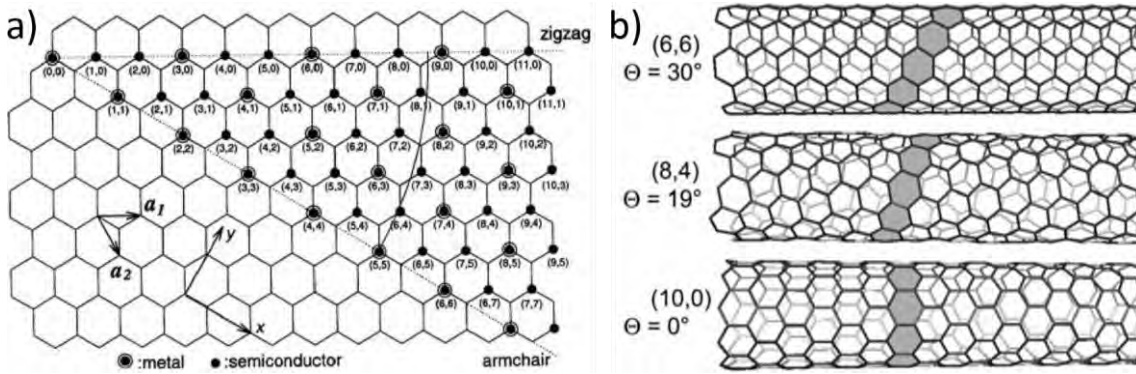 a)
zigzag
(0,0) (1,0) (2,0) (3,0) (4,0) (5,0) (6,0) (7,0) (8,0) (9,0) (10,0) (11,0)
(1,1) (2,1) (3,1) (4,1) (5,1) (6,1) (7,1) (8,1) (9,1) (10,1) (11,1)
(2,2) (3,2) (4,2) (5,2) (6,2) (7,2) (8,2) (9,2) (10,2)
(3,3) (4,3) (5,3) (6,3) (7,3) (8,3) (9,3) (10,3)
a1
(4,4) (5,4) (6,4) (7,4) (8,4) (9,4)
y
a2
(5,5) (6,5) (7,5) (8,5) (9,5)
(6,6) (6,7) (7,7)
x
:metal :semiconductor armchair
b)
(6,6)
Θ = 30°
(8,4)
Θ = 19°
(10,0)
Θ = 0°